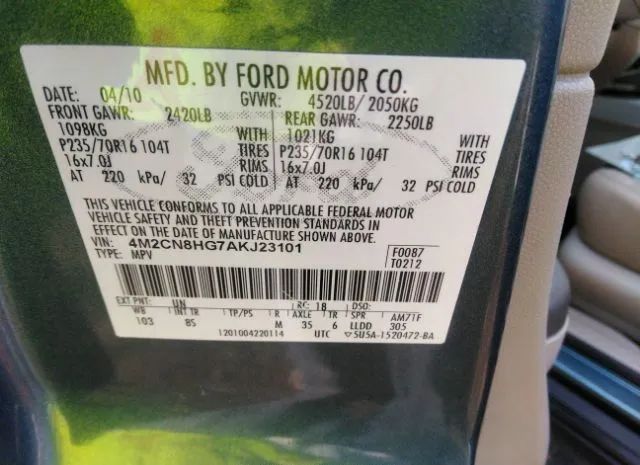 MFD. BY FORD MOTOR CO.
DATE: 04/10 GVWR: 4520LB/ 2050KG
FRONT GAWR: 2420LB REAR GAWR: 2250LB
1098KG WITH 1021KG WITH
P235/70R16 104T TIRES P235/70R16 104T TIRES
16x7.0J RIMS 16x7.0J RIMS
AT 220 kPa/ 32 PSI COLD AT 220 kPa/ 32 PSI COLD
THIS VEHICLE CONFORMS TO ALL APPLICABLE FEDERAL MOTOR
VEHICLE SAFETY AND THEFT PREVENTION STANDARDS IN
EFFECT ON THE DATE OF MANUFACTURE SHOWN ABOVE.
VIN: 4M2CN8HG7AKJ23101
TYPE: MPV
F0087
T0212
EXT PNT: UN RC: 18 DSO:
WB INT TR TP/PS R AXLE TR SPR AM71F
103 BS M 35 6 LLDD 305
1201004220114 UTC 5U5A-1520472-BA